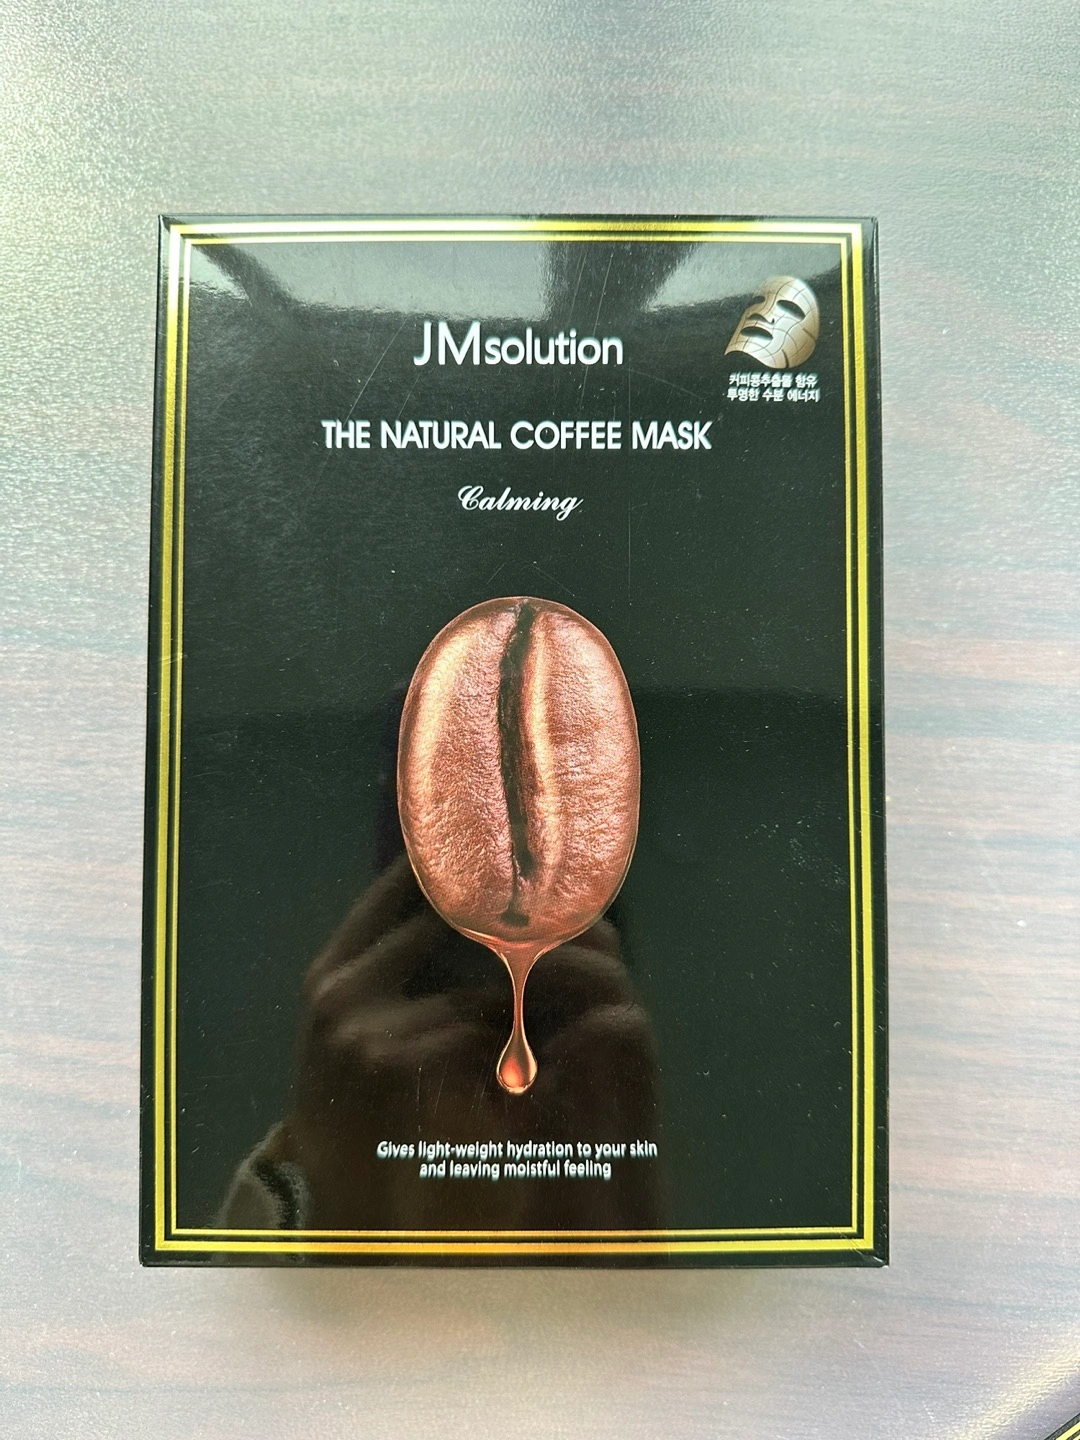 JMsolution
커피콩추출물 함유
투명한 수분 에너지
THE NATURAL COFFEE MASK
Calming
Gives light-weight hydration to your skin
and leaving moistful feeling